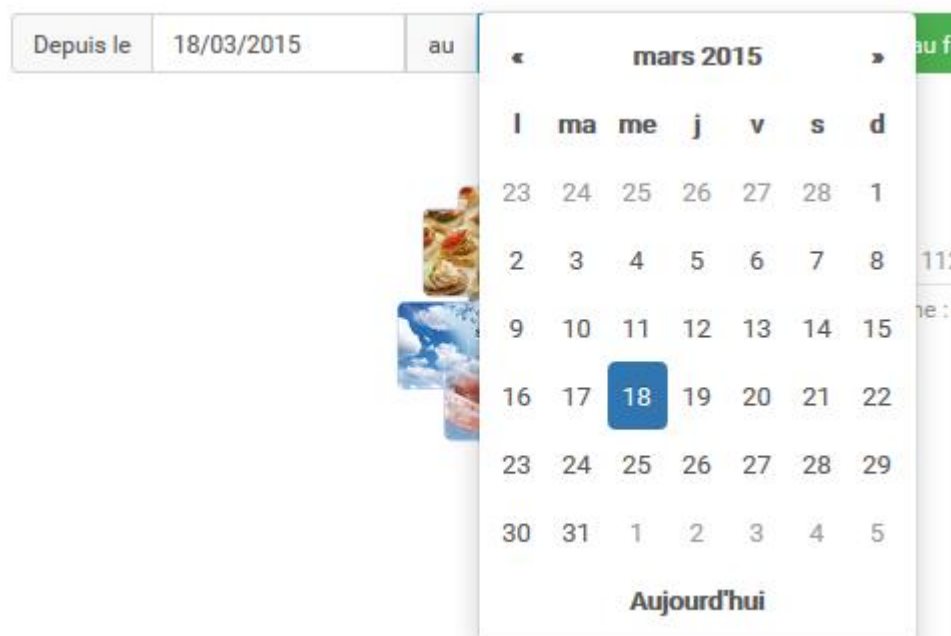 Depuis le 18/03/2015 au
« mars 2015 »
l ma me j v s d
23 24 25 26 27 28 1
2 3 4 5 6 7 8
9 10 11 12 13 14 15
16 17 18 19 20 21 22
23 24 25 26 27 28 29
30 31 1 2 3 4 5
Aujourd'hui